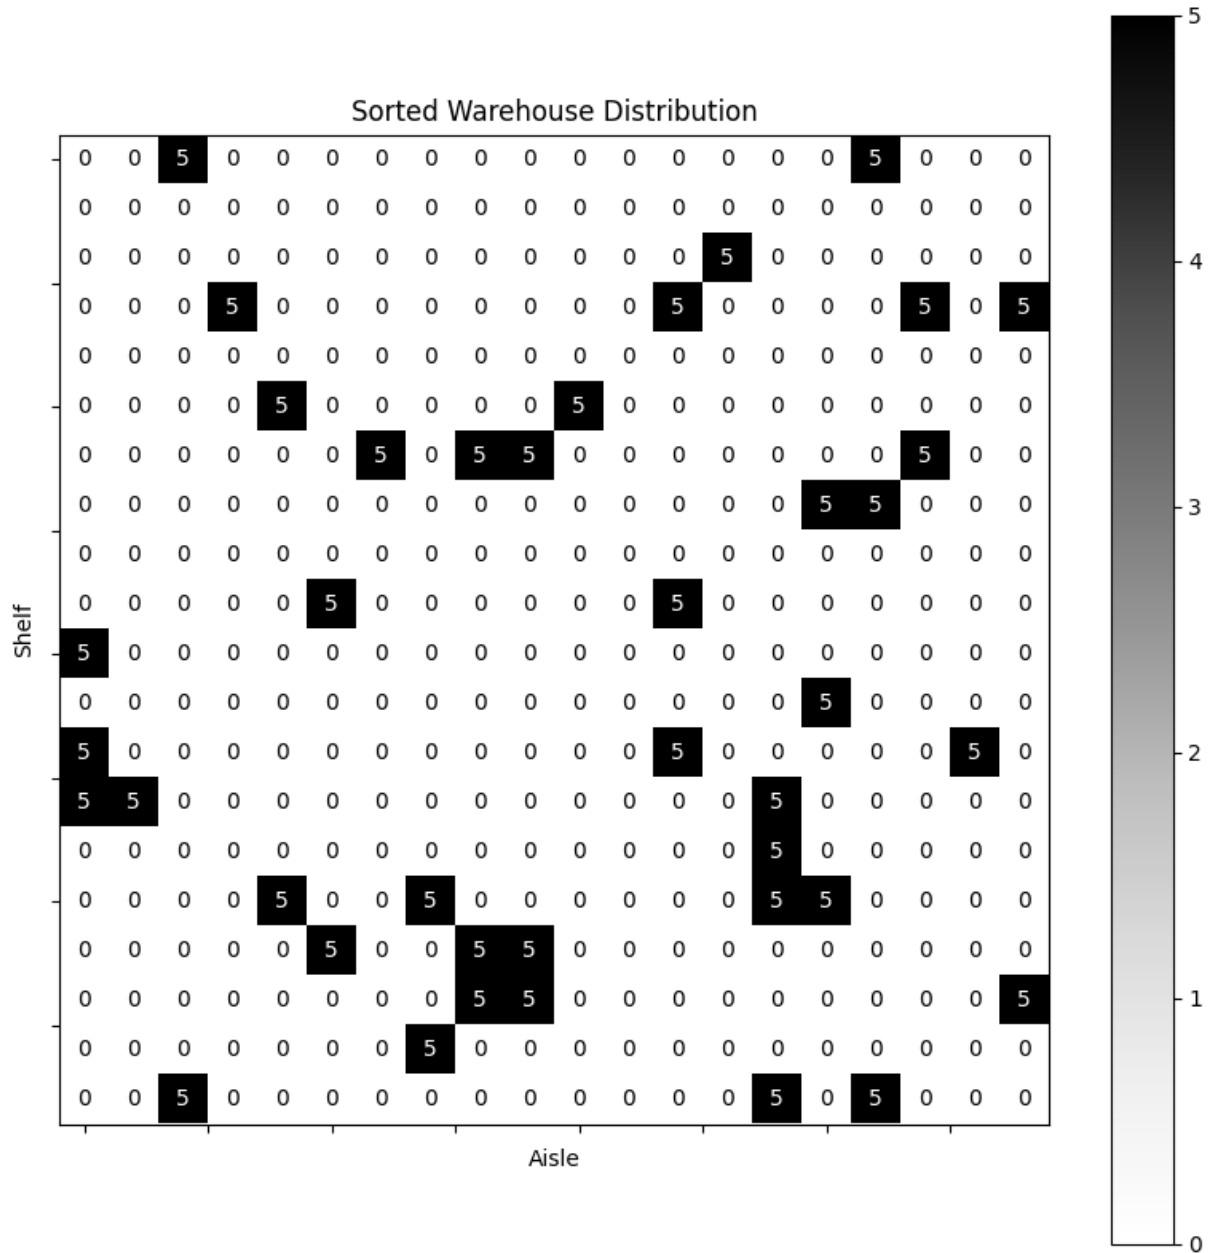 Sorted Warehouse Distribution
0 0 5 0 0 0 0 0 0 0 0 0 0 0 0 0 5 0 0 0
0 0 0 0 0 0 0 0 0 0 0 0 0 0 0 0 0 0 0 0
0 0 0 0 0 0 0 0 0 0 0 0 0 5 0 0 0 0 0 0
0 0 0 5 0 0 0 0 0 0 0 0 5 0 0 0 0 5 0 5
0 0 0 0 0 0 0 0 0 0 0 0 0 0 0 0 0 0 0 0
0 0 0 0 5 0 0 0 0 0 5 0 0 0 0 0 0 0 0 0
0 0 0 0 0 0 5 0 5 5 0 0 0 0 0 0 0 5 0 0
0 0 0 0 0 0 0 0 0 0 0 0 0 0 0 5 5 0 0 0
0 0 0 0 0 0 0 0 0 0 0 0 0 0 0 0 0 0 0 0
0 0 0 0 0 5 0 0 0 0 0 0 5 0 0 0 0 0 0 0
5 0 0 0 0 0 0 0 0 0 0 0 0 0 0 0 0 0 0 0
0 0 0 0 0 0 0 0 0 0 0 0 0 0 0 5 0 0 0 0
5 0 0 0 0 0 0 0 0 0 0 0 5 0 0 0 0 0 5 0
5 5 0 0 0 0 0 0 0 0 0 0 0 0 5 0 0 0 0 0
0 0 0 0 0 0 0 0 0 0 0 0 0 0 5 0 0 0 0 0
0 0 0 0 5 0 0 5 0 0 0 0 0 0 5 5 0 0 0 0
0 0 0 0 0 5 0 0 5 5 0 0 0 0 0 0 0 0 0 0
0 0 0 0 0 0 0 0 5 5 0 0 0 0 0 0 0 0 0 5
0 0 0 0 0 0 0 5 0 0 0 0 0 0 0 0 0 0 0 0
0 0 5 0 0 0 0 0 0 0 0 0 0 0 5 0 5 0 0 0
Shelf
Aisle
5
4
3
2
1
0